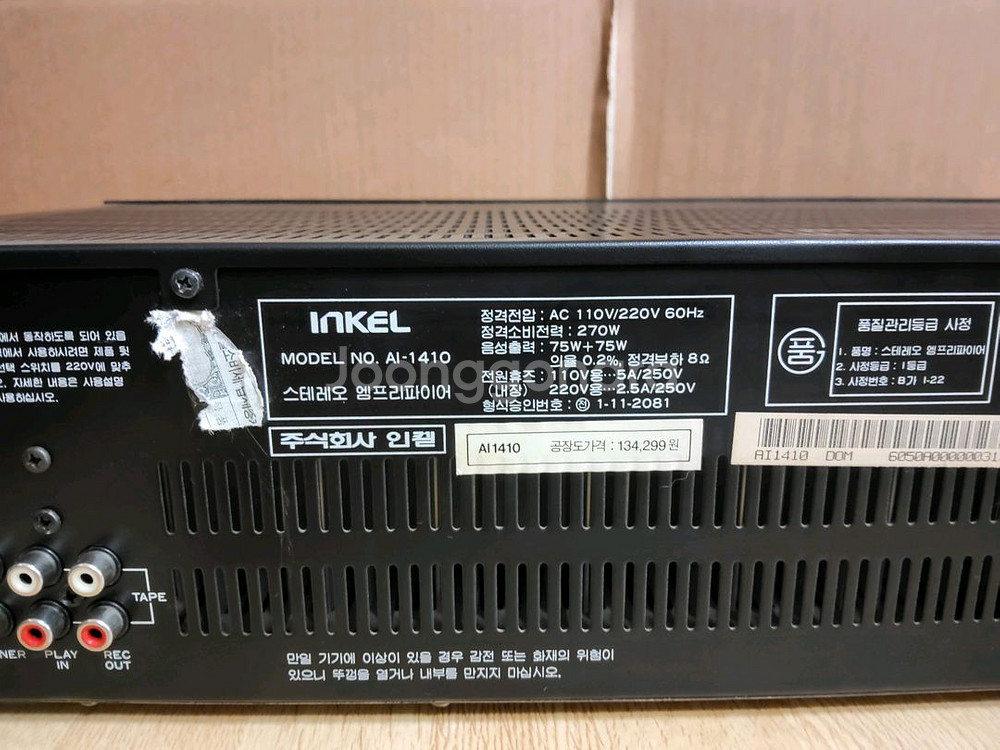 에서 동작하도록 되어 있읍
에서 사용하시려면 제품 뒷
선택 스위치를 220V에 맞추
오. 자세한 내용은 사용설명
사용하십시오.
INKEL
MODEL NO. AI-1410
스테레오 엠프리파이어
정격전압 : AC 110V/220V 60Hz
정격소비전력 : 270W
음성출력 : 75W+75W
의율 0.2%, 정격부하 8Ω
전원휴즈 : 110V용…5A/250V
(내장) 220V용…2.5A/250V
형식승인번호 : 전 1-11-2081
품
품질관리등급 사정
1. 품명 : 스테레오 엠프리파이어
2. 사정등급 : 1등급
3. 사정번호 : B가 1-22
주식회사 인켈
AI1410 공장도가격 : 134,299원
AI1410 DOM 6050A00000031
TAPE
NER PLAY IN
REC OUT
만일 기기에 이상이 있을 경우 감전 또는 화재의 위험이
있으니 뚜껑을 열거나 내부를 만지지 마십시오.